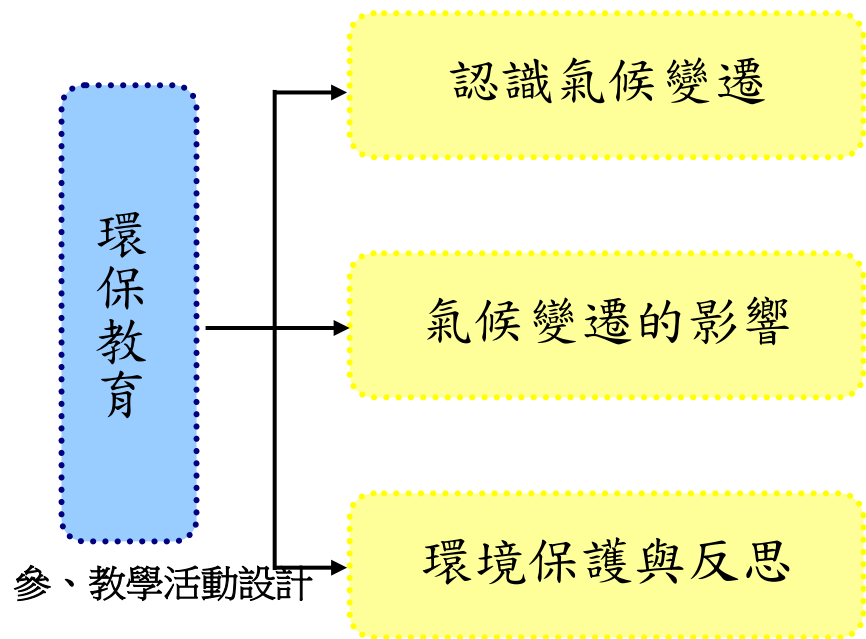 環保教育
認識氣候變遷
氣候變遷的影響
環境保護與反思
參、教學活動設計